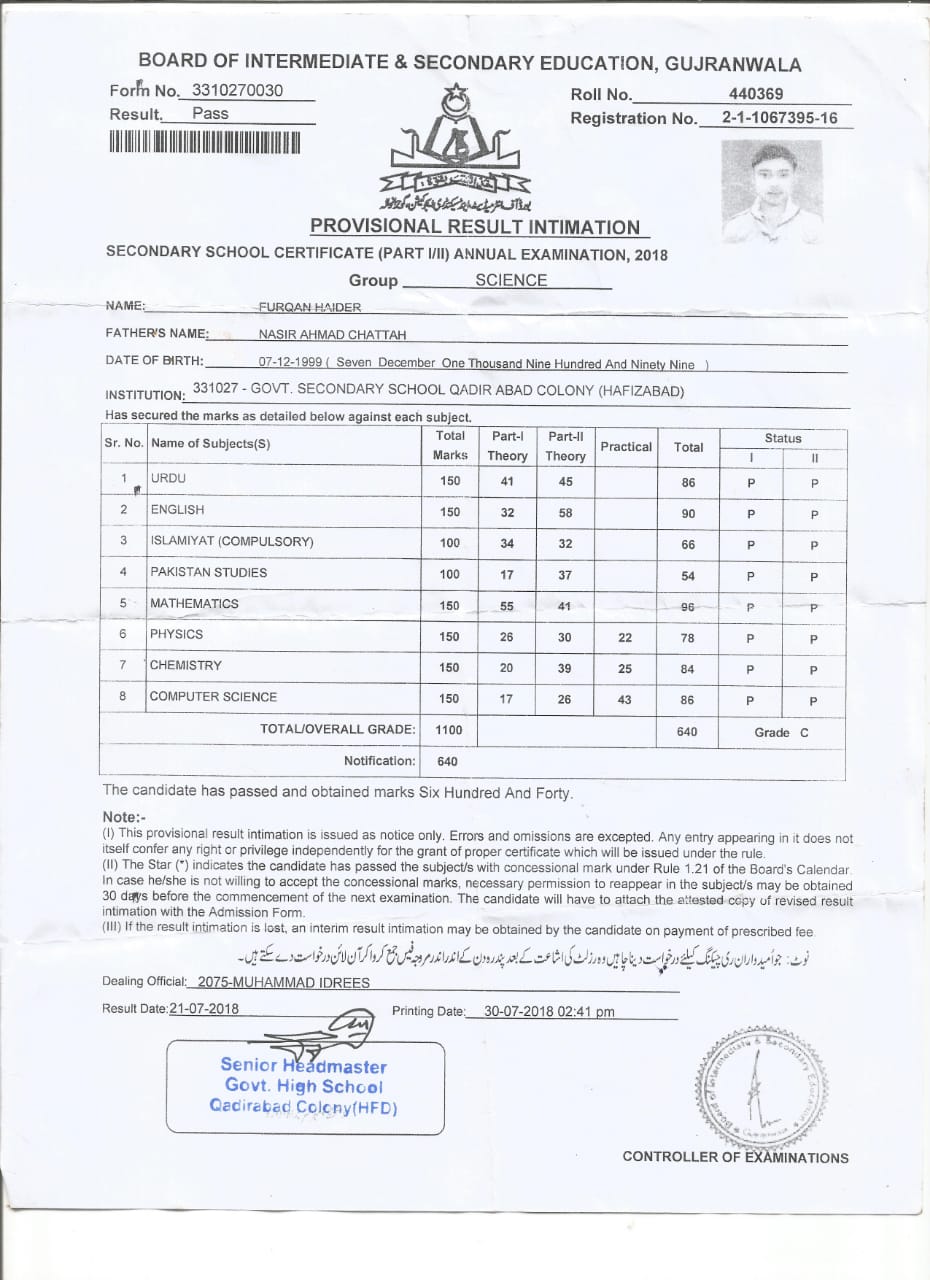 BOARD OF INTERMEDIATE & SECONDARY EDUCATION, GUJRANWALA
Form No. 3310270030
Roll No. 440369
Result. Pass
Registration No. 2-1-1067395-16
PROVISIONAL RESULT INTIMATION
SECONDARY SCHOOL CERTIFICATE (PART I/II) ANNUAL EXAMINATION, 2018
Group SCIENCE
NAME: FURQAN HAIDER
FATHER'S NAME: NASIR AHMAD CHATTAH
DATE OF BIRTH: 07-12-1999 ( Seven December One Thousand Nine Hundred And Ninety Nine )
INSTITUTION: 331027 - GOVT. SECONDARY SCHOOL QADIR ABAD COLONY (HAFIZABAD)
Has secured the marks as detailed below against each subject.
Sr. No. Name of Subjects(S) Total Marks Part-I Theory Part-II Theory Practical Total Status
I II
1 URDU 150 41 45 86 P P
2 ENGLISH 150 32 58 90 P P
3 ISLAMIYAT (COMPULSORY) 100 34 32 66 P P
4 PAKISTAN STUDIES 100 17 37 54 P P
5 MATHEMATICS 150 55 41 96 P P
6 PHYSICS 150 26 30 22 78 P P
7 CHEMISTRY 150 20 39 25 84 P P
8 COMPUTER SCIENCE 150 17 26 43 86 P P
TOTAL/OVERALL GRADE: 1100 640 Grade C
Notification: 640
The candidate has passed and obtained marks Six Hundred And Forty.
Note:-
(I) This provisional result intimation is issued as notice only. Errors and omissions are excepted. Any entry appearing in it does not
itself confer any right or privilege independently for the grant of proper certificate which will be issued under the rule.
(II) The Star (*) indicates the candidate has passed the subject/s with concessional mark under Rule 1.21 of the Board's Calendar.
In case he/she is not willing to accept the concessional marks, necessary permission to reappear in the subject/s may be obtained
30 days before the commencement of the next examination. The candidate will have to attach the attested copy of revised result
intimation with the Admission Form.
(III) If the result intimation is lost, an interim result intimation may be obtained by the candidate on payment of prescribed fee.
نوٹ: جو اُمیدواران ری چیکنگ کیلئے درخواست دینا چاہیں وہ رزلٹ کی اشاعت کے بعد پندرہ دن کے اندر اندر مروجہ فیس جمع کروا کر آن لائن درخواست دے سکتے ہیں۔
Dealing Official: 2075-MUHAMMAD IDREES
Result Date: 21-07-2018 Printing Date: 30-07-2018 02:41 pm
Senior Headmaster
Govt. High School
Qadirabad Colony(HFD)
Board of Intermediate & Secondary Education
Gujranwala
CONTROLLER OF EXAMINATIONS